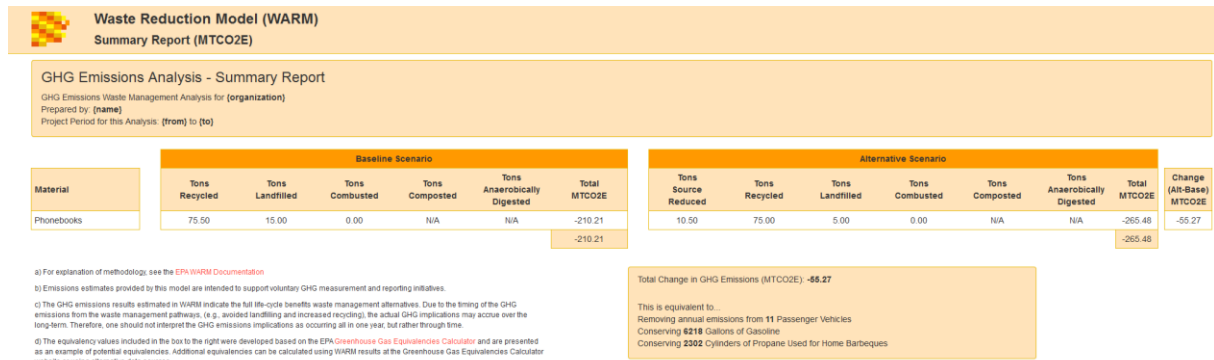 Waste Reduction Model (WARM)
Summary Report (MTCO2E)
GHG Emissions Analysis - Summary Report
GHG Emissions Waste Management Analysis for {organization}
Prepared by: {name}
Project Period for this Analysis: {from} to {to}
Baseline Scenario
Alternative Scenario
Material
Tons Recycled
Tons Landfilled
Tons Combusted
Tons Composted
Tons Anaerobically Digested
Total MTCO2E
Tons Source Reduced
Tons Recycled
Tons Landfilled
Tons Combusted
Tons Composted
Tons Anaerobically Digested
Total MTCO2E
Change (Alt-Base) MTCO2E
Phonebooks 75.50 15.00 0.00 N/A N/A -210.21 10.50 75.00 5.00 0.00 N/A N/A -265.48 -55.27
-210.21 -265.48
a) For explanation of methodology, see the EPA WARM Documentation
b) Emissions estimates provided by this model are intended to support voluntary GHG measurement and reporting initiatives.
c) The GHG emissions results estimated in WARM indicate the full life-cycle benefits waste management alternatives. Due to the timing of the GHG
emissions from the waste management pathways, (e.g., avoided landfilling and increased recycling), the actual GHG implications may accrue over the
long-term. Therefore, one should not interpret the GHG emissions implications as occurring all in one year, but rather through time.
d) The equivalency values included in the box to the right were developed based on the EPA Greenhouse Gas Equivalencies Calculator and are presented
as an example of potential equivalencies. Additional equivalencies can be calculated using WARM results at the Greenhouse Gas Equivalencies Calculator
Total Change in GHG Emissions (MTCO2E): -55.27
This is equivalent to...
Removing annual emissions from 11 Passenger Vehicles
Conserving 6218 Gallons of Gasoline
Conserving 2302 Cylinders of Propane Used for Home Barbeques